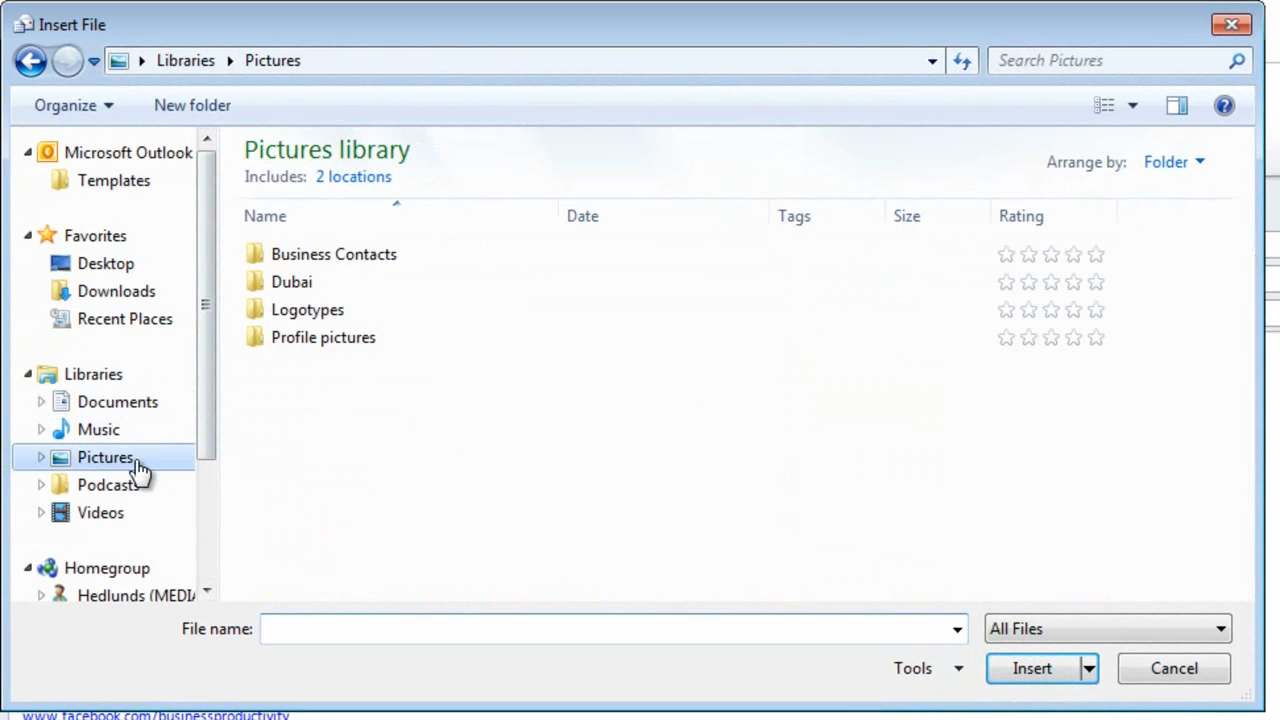 Insert File
Libraries Pictures
Search Pictures
Organize
New folder
Microsoft Outlook
Templates
Favorites
Desktop
Downloads
Recent Places
Libraries
Documents
Music
Pictures
Podcasts
Videos
Homegroup
Hedlunds (MEDIA
Pictures library
Includes: 2 locations
Arrange by: Folder
Name Date Tags Size Rating
Business Contacts
Dubai
Logotypes
Profile pictures
File name:
All Files
Tools
Insert
Cancel
www.facebook.com/businessproductivity